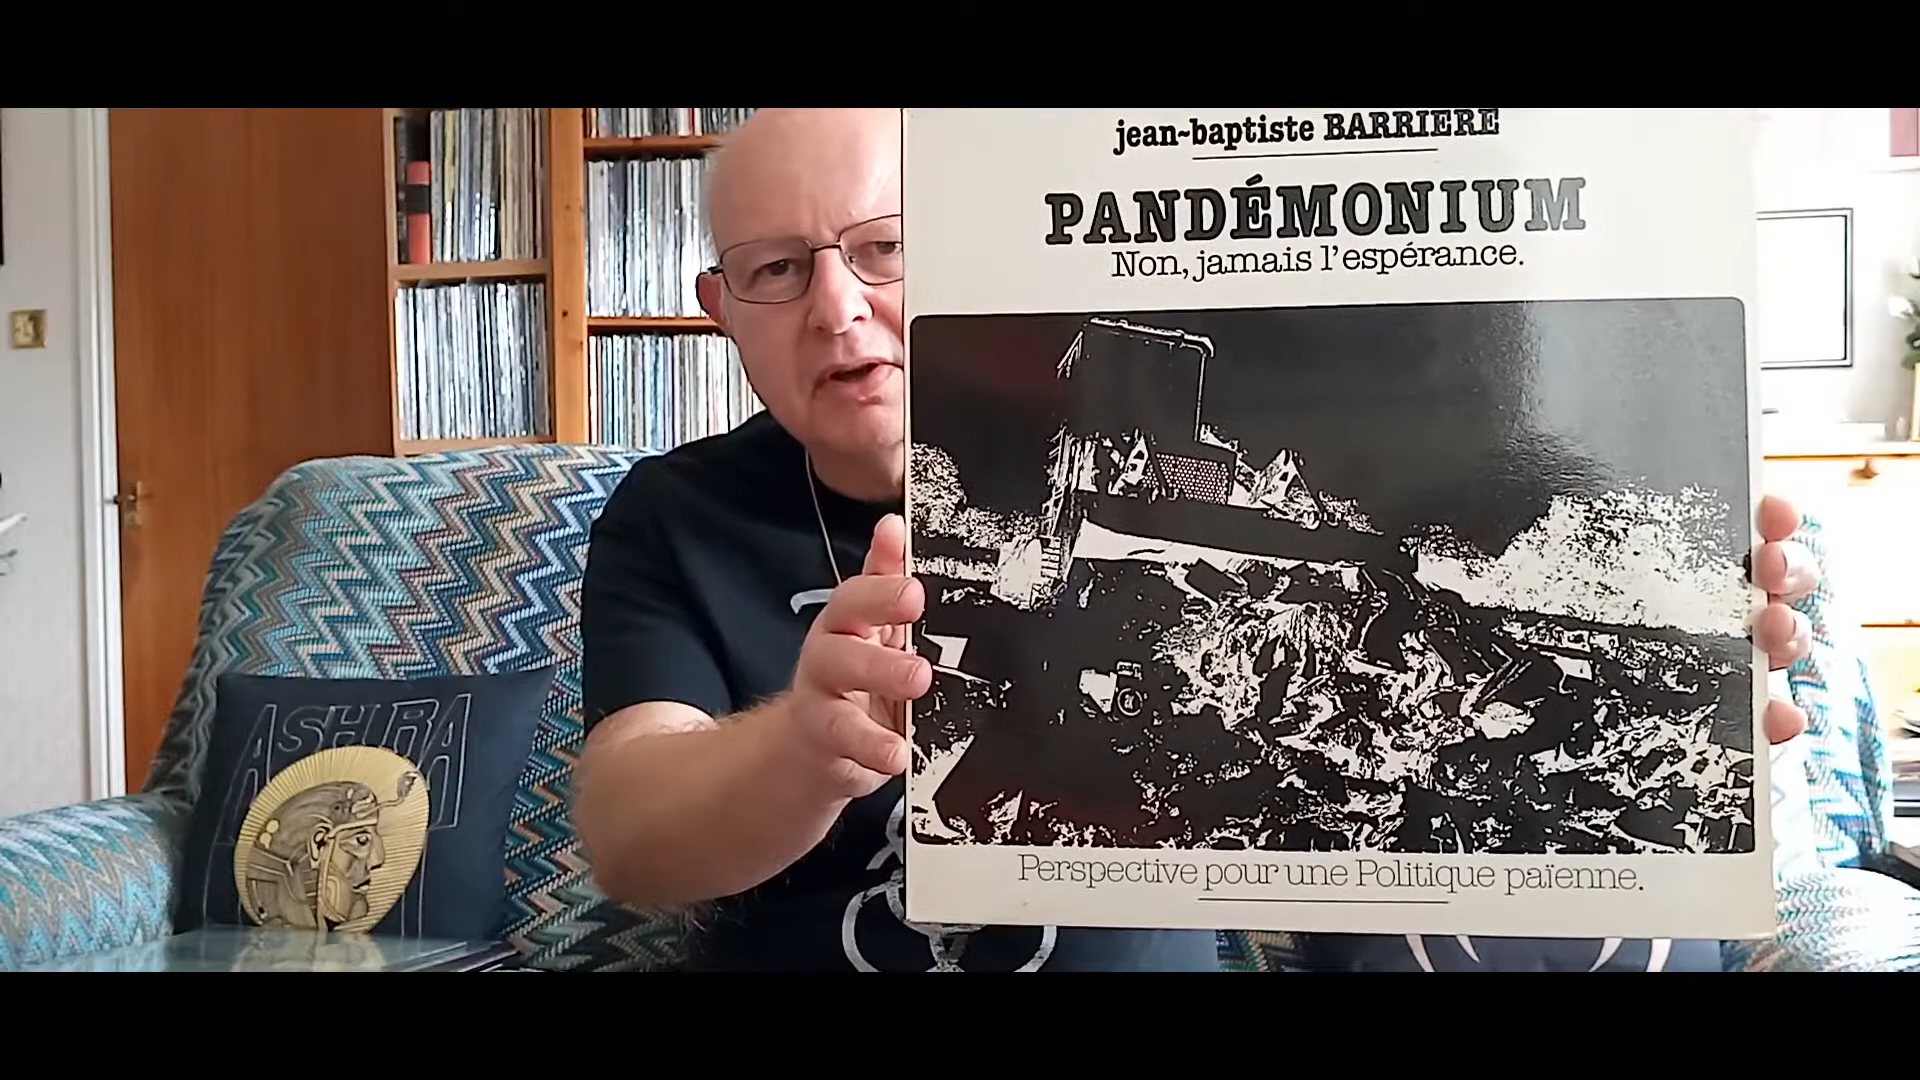 jean~baptiste BARRIERE
PANDÉMONIUM
Non, jamais l'espérance.
Perspective pour une Politique païenne.
ASHRA